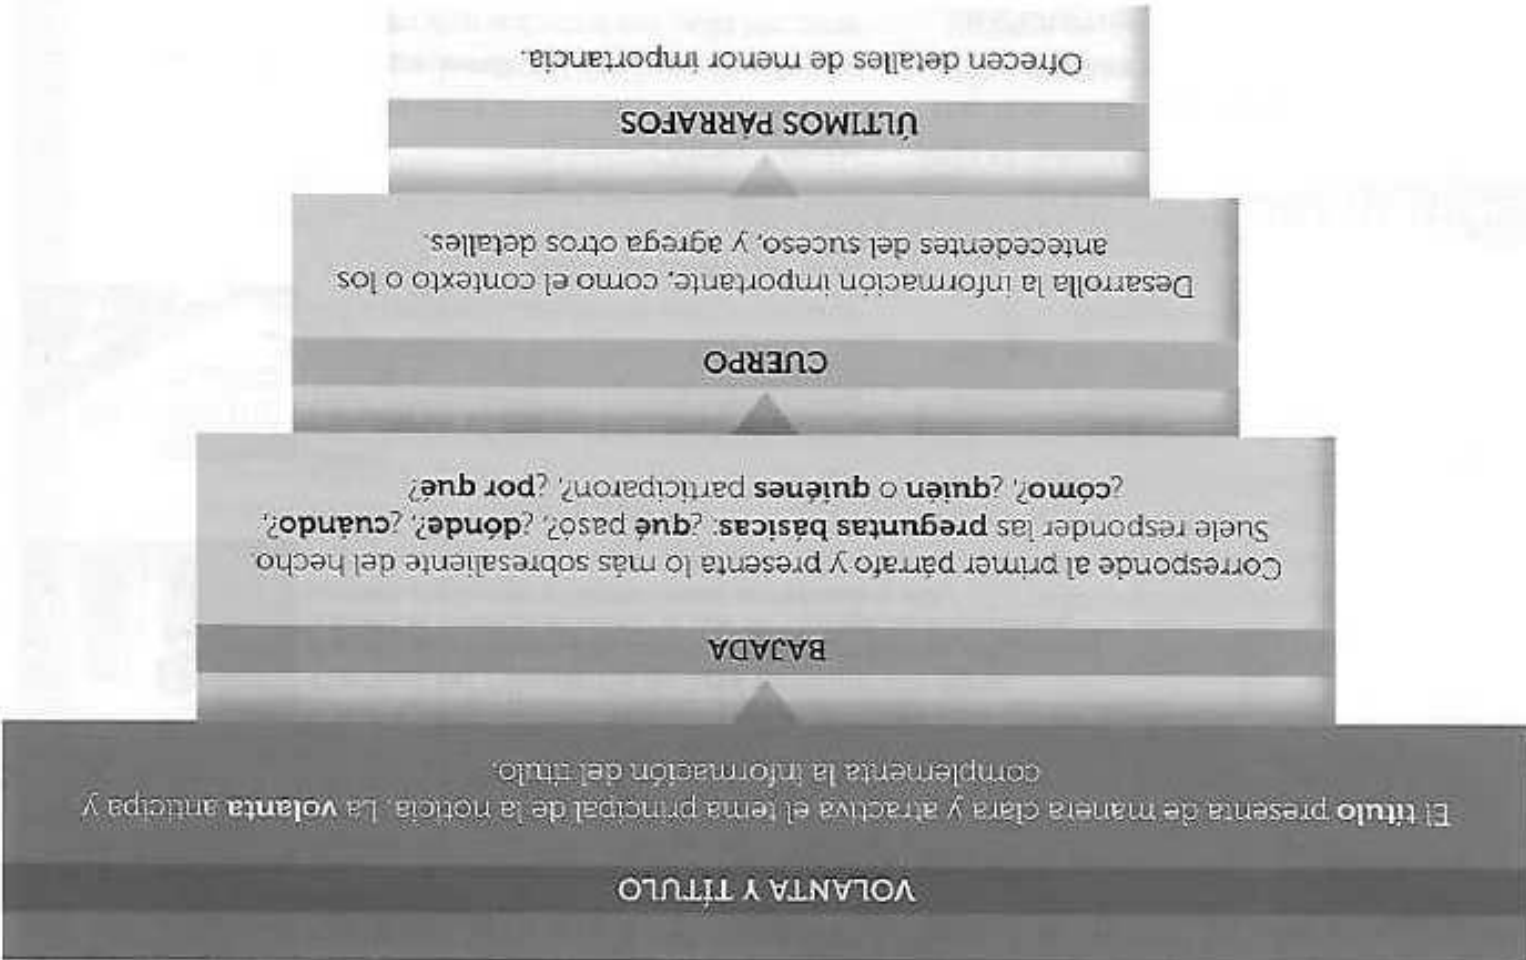 VOLANTA Y TÍTULO
El título presenta de manera clara y atractiva el tema principal de la noticia. La volanta anticipa y
complementa la información del título.
BAJADA
Corresponde al primer párrafo y presenta lo más sobresaliente del hecho.
Suele responder las preguntas básicas: ¿qué pasó?, ¿dónde?, ¿cuándo?,
¿cómo?, ¿quién o quiénes participaron?, ¿por qué?
CUERPO
Desarrolla la información importante, como el contexto o los
antecedentes del suceso, y agrega otros detalles.
ÚLTIMOS PÁRRAFOS
Ofrecen detalles de menor importancia.